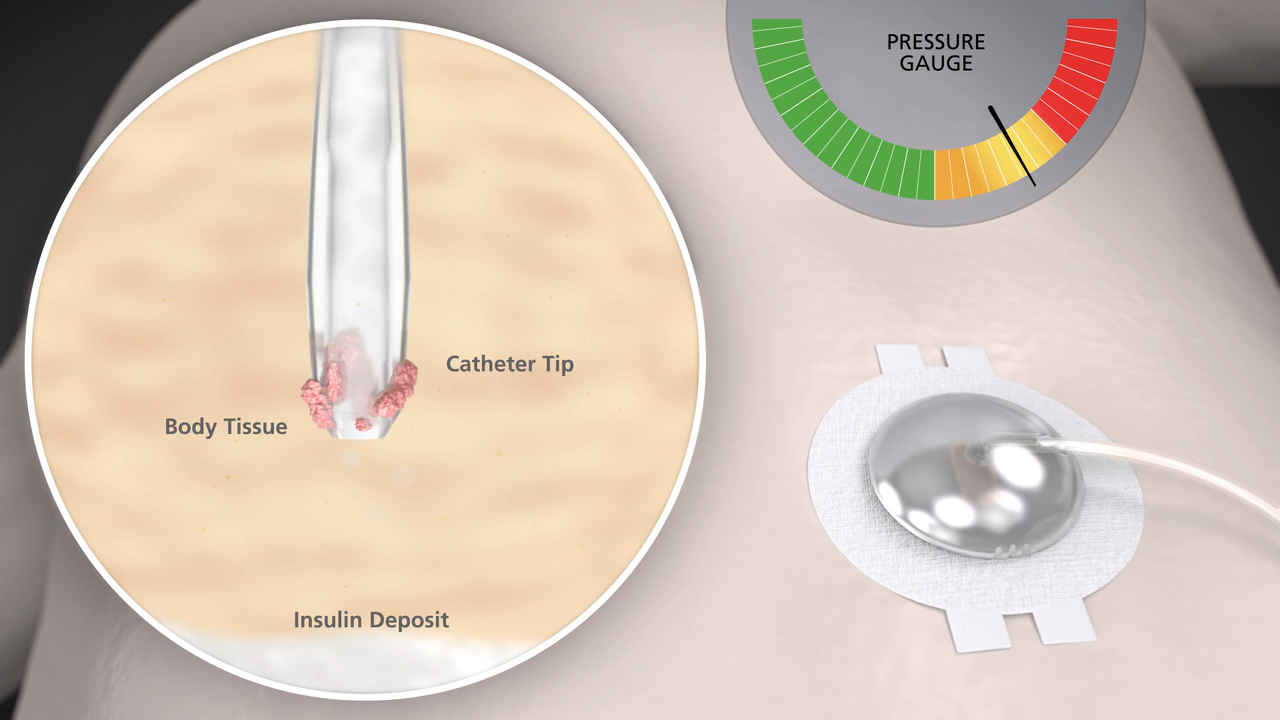 PRESSURE
GAUGE
Catheter Tip
Body Tissue
Insulin Deposit